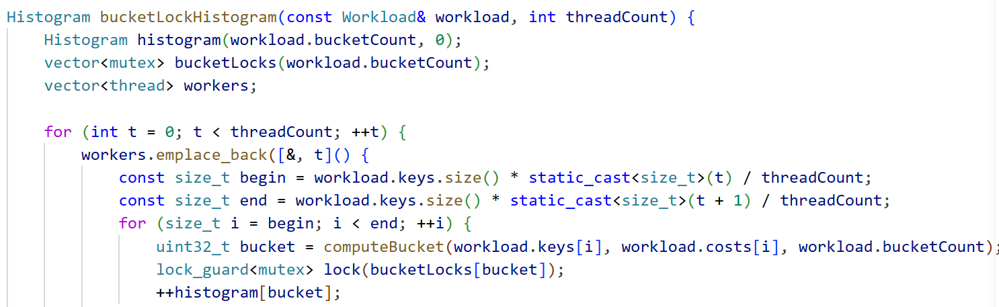 Histogram bucketLockHistogram(const Workload& workload, int threadCount) {
    Histogram histogram(workload.bucketCount, 0);
    vector<mutex> bucketLocks(workload.bucketCount);
    vector<thread> workers;

    for (int t = 0; t < threadCount; ++t) {
        workers.emplace_back([&, t]() {
            const size_t begin = workload.keys.size() * static_cast<size_t>(t) / threadCount;
            const size_t end = workload.keys.size() * static_cast<size_t>(t + 1) / threadCount;
            for (size_t i = begin; i < end; ++i) {
                uint32_t bucket = computeBucket(workload.keys[i], workload.costs[i], workload.bucketCount);
                lock_guard<mutex> lock(bucketLocks[bucket]);
                ++histogram[bucket];